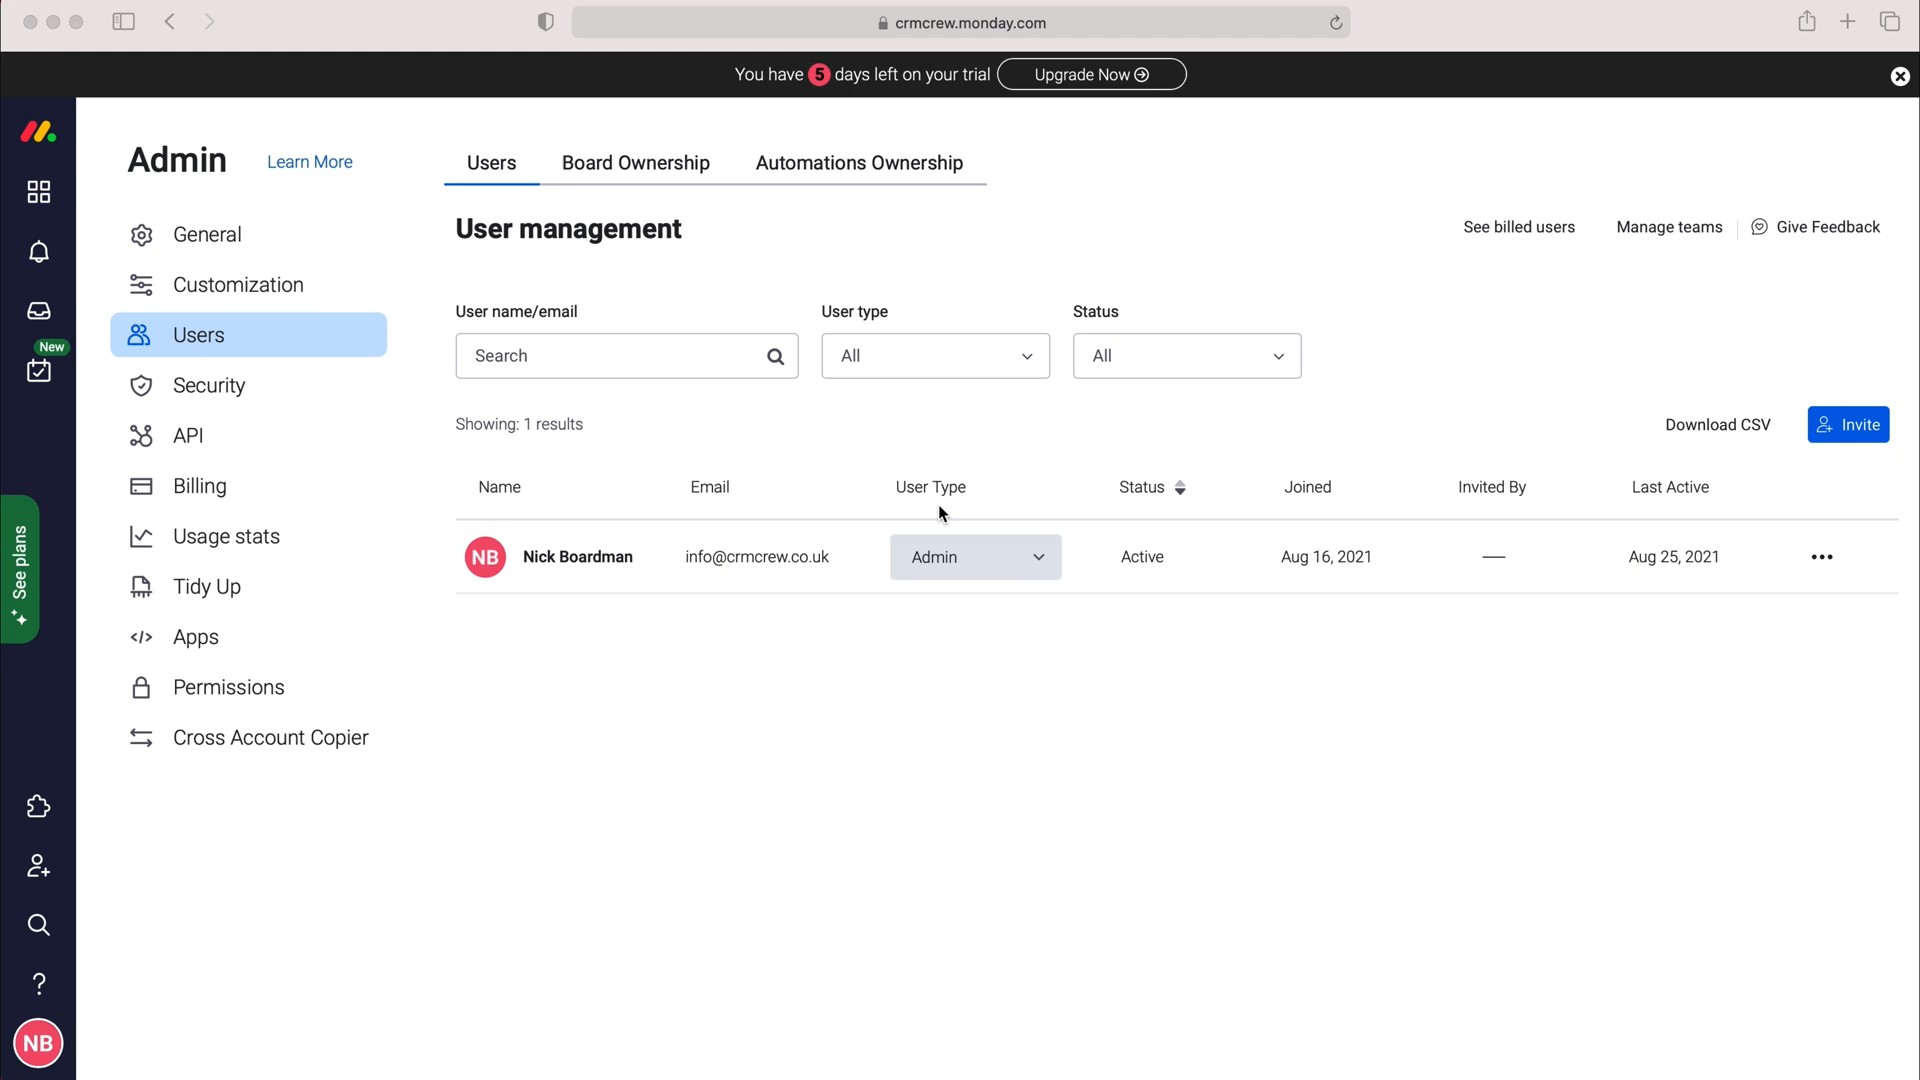 crmcrew.monday.com
You have 5 days left on your trial Upgrade Now
Admin Learn More
Users Board Ownership Automations Ownership
General
Customization
Users
Security
API
Billing
Usage stats
Tidy Up
Apps
Permissions
Cross Account Copier
New
See plans
?
NB
User management
See billed users Manage teams Give Feedback
User name/email User type Status
Search All All
Showing: 1 results Download CSV Invite
Name Email User Type Status Joined Invited By Last Active
NB Nick Boardman info@crmcrew.co.uk Admin Active Aug 16, 2021 — Aug 25, 2021 •••